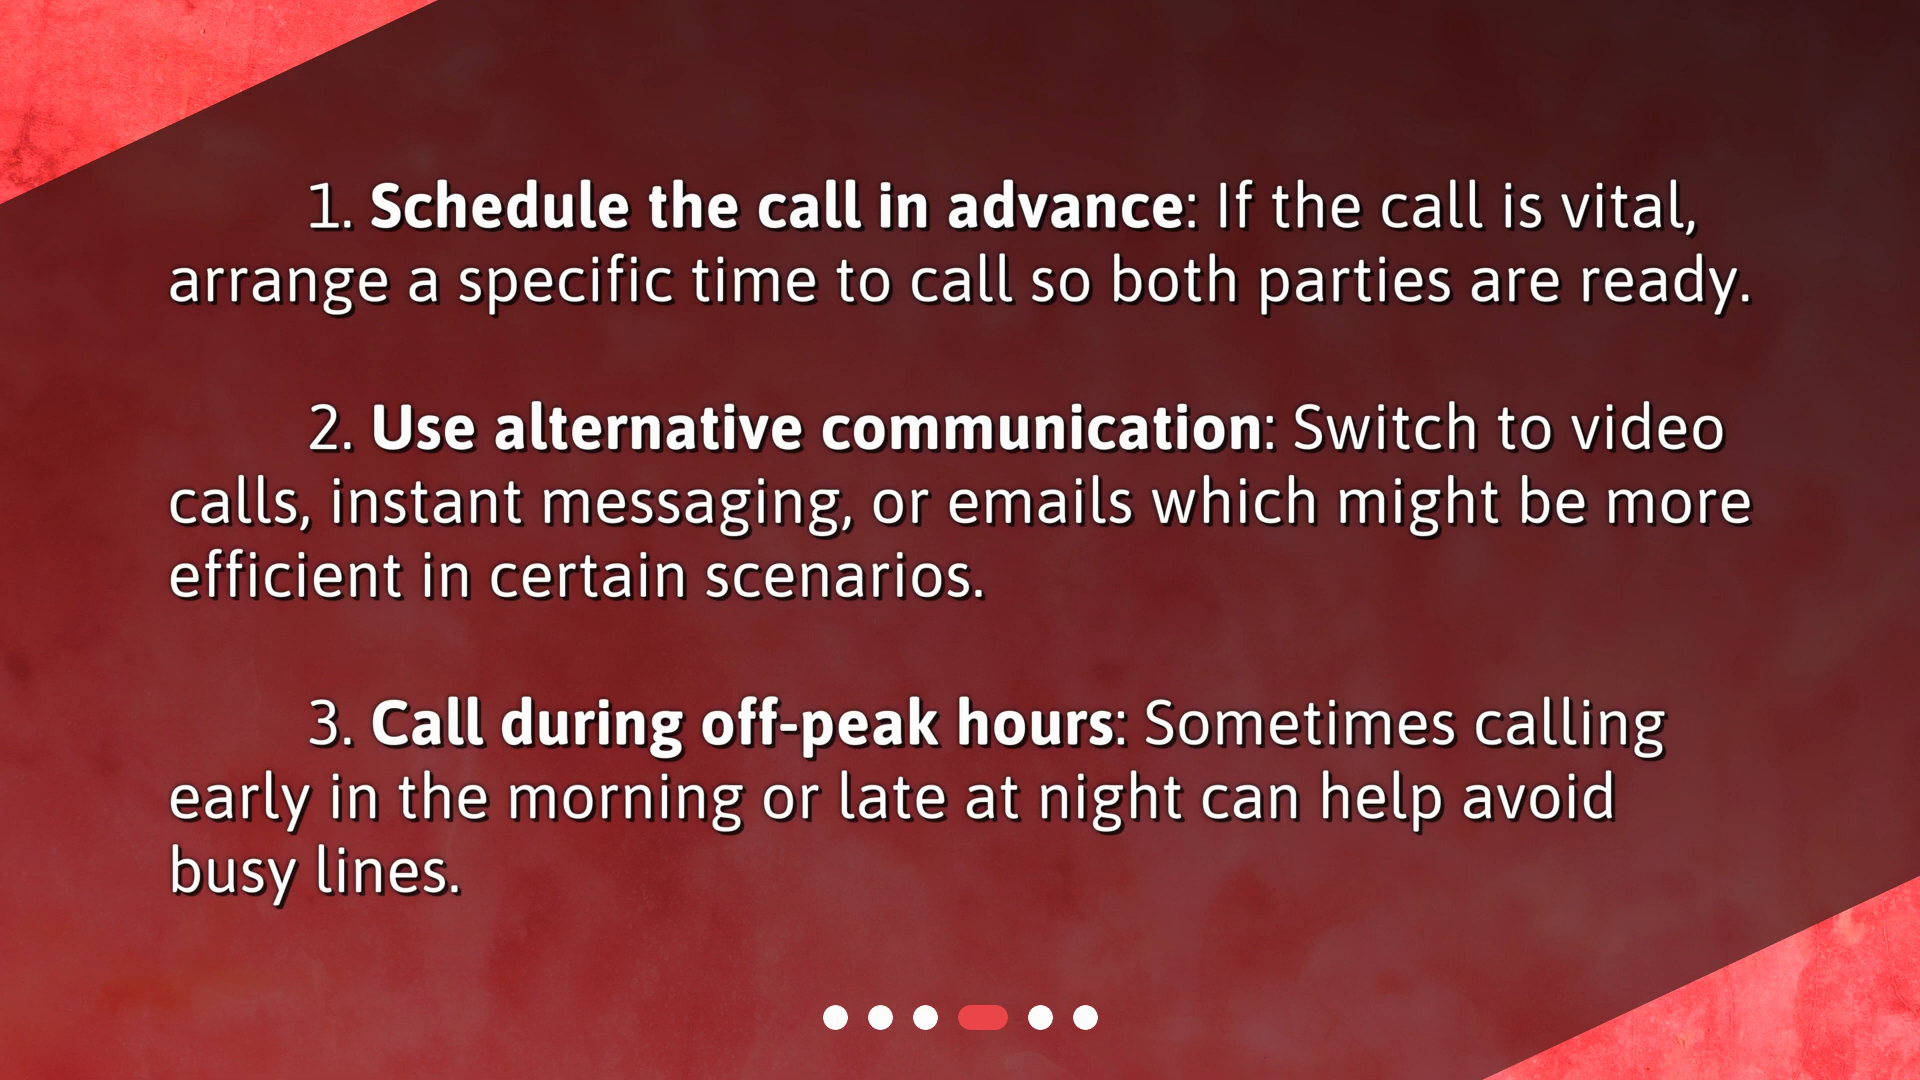 1. Schedule the call in advance: If the call is vital,
arrange a specific time to call so both parties are ready.
2. Use alternative communication: Switch to video
calls, instant messaging, or emails which might be more
efficient in certain scenarios.
3. Call during off-peak hours: Sometimes calling
early in the morning or late at night can help avoid
busy lines.